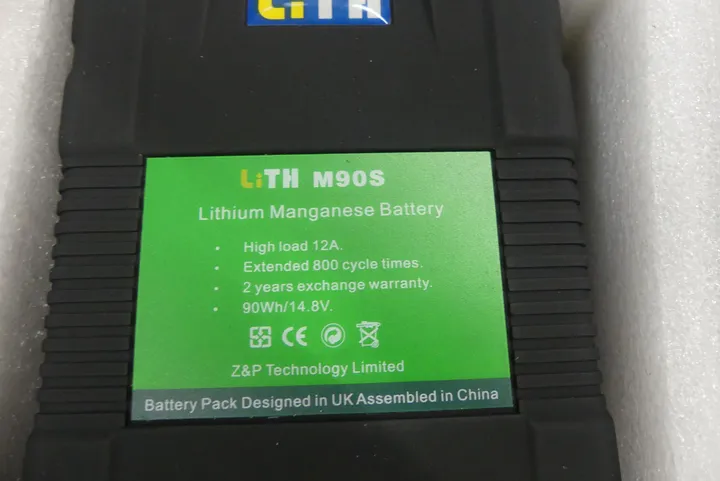 LiTH
LiTH M90S
Lithium Manganese Battery
• High load 12A.
• Extended 800 cycle times.
• 2 years exchange warranty.
• 90Wh/14.8V.
CE
Z&P Technology Limited
Battery Pack Designed in UK Assembled in China